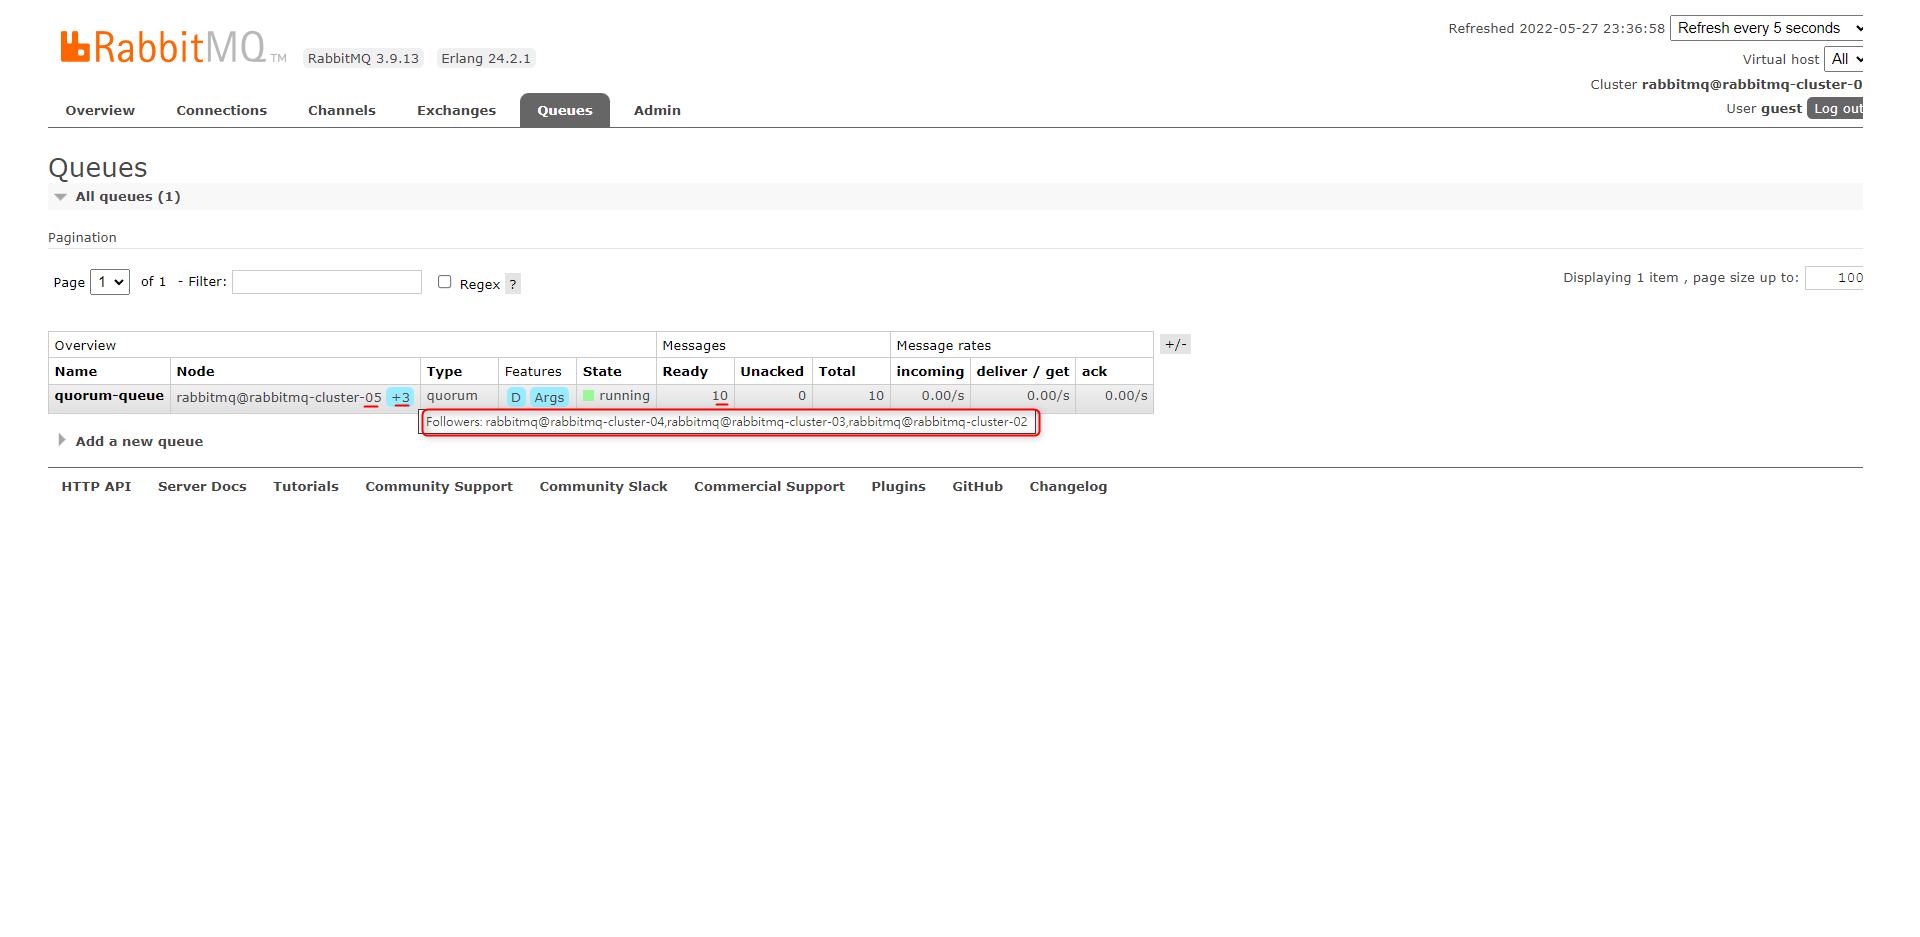 Refreshed 2022-05-27 23:36:58 Refresh every 5 seconds
RabbitMQ TM RabbitMQ 3.9.13 Erlang 24.2.1
Virtual host All
Cluster rabbitmq@rabbitmq-cluster-0
User guest Log out
Overview Connections Channels Exchanges Queues Admin
Queues
All queues (1)
Pagination
Page 1 of 1 - Filter: Regex ? Displaying 1 item , page size up to: 100
Overview Messages Message rates +/-
Name Node Type Features State Ready Unacked Total incoming deliver / get ack
quorum-queue rabbitmq@rabbitmq-cluster-05 +3 quorum D Args running 10 0 10 0.00/s 0.00/s 0.00/s
Followers: rabbitmq@rabbitmq-cluster-04,rabbitmq@rabbitmq-cluster-03,rabbitmq@rabbitmq-cluster-02
Add a new queue
HTTP API Server Docs Tutorials Community Support Community Slack Commercial Support Plugins GitHub Changelog